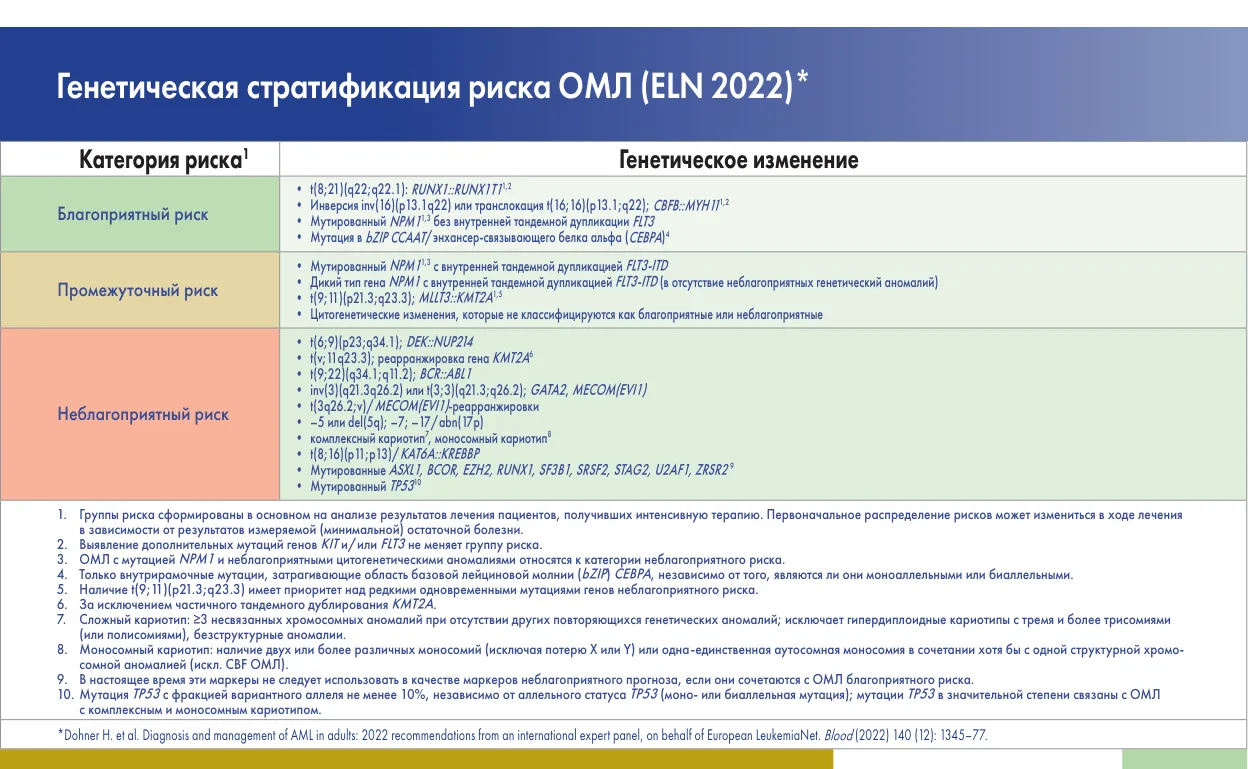 Генетическая стратификация риска ОМЛ (ELN 2022)*
Категория риска1
Генетическое изменение
Благоприятный риск
• t(8;21)(q22;q22.1): RUNX1::RUNX1T11,2
• Инверсия inv(16)(p13.1q22) или транслокация t(16;16)(p13.1;q22); CBFB::MYH111,2
• Мутированный NPM11,3 без внутренней тандемной дупликации FLT3
• Мутация в bZIP CCAAT/энхансер-связывающего белка альфа (CEBPA)4
Промежуточный риск
• Мутированный NPM11,3 с внутренней тандемной дупликацией FLT3-ITD
• Дикий тип гена NPM1 с внутренней тандемной дупликацией FLT3-ITD (в отсутствие неблагоприятных генетический аномалий)
• t(9;11)(p21.3;q23.3); MLLT3::KMT2A1,5
• Цитогенетические изменения, которые не классифицируются как благоприятные или неблагоприятные
Неблагоприятный риск
• t(6;9)(p23;q34.1); DEK::NUP214
• t(v;11q23.3); реарранжировка гена KMT2A6
• t(9;22)(q34.1;q11.2); BCR::ABL1
• inv(3)(q21.3q26.2) или t(3;3)(q21.3;q26.2); GATA2, MECOM(EVI1)
• t(3q26.2;v)/MECOM(EVI1)-реарранжировки
• –5 или del(5q); –7; –17/abn(17p)
• комплексный кариотип7, моносомный кариотип8
• t(8;16)(p11;p13)/KAT6A::KREBBP
• Мутированные ASXL1, BCOR, EZH2, RUNX1, SF3B1, SRSF2, STAG2, U2AF1, ZRSR29
• Мутированный TP5310
1. Группы риска сформированы в основном на анализе результатов лечения пациентов, получивших интенсивную терапию. Первоначальное распределение рисков может измениться в ходе лечения
в зависимости от результатов измеряемой (минимальной) остаточной болезни.
2. Выявление дополнительных мутаций генов KIT и/или FLT3 не меняет группу риска.
3. ОМЛ с мутацией NPM1 и неблагоприятными цитогенетическими аномалиями относятся к категории неблагоприятного риска.
4. Только внутрирамочные мутации, затрагивающие область базовой лейциновой молнии (bZIP) CEBPA, независимо от того, являются ли они моноаллельными или биаллельными.
5. Наличие t(9;11)(p21.3;q23.3) имеет приоритет над редкими одновременными мутациями генов неблагоприятного риска.
6. За исключением частичного тандемного дублирования KMT2A.
7. Сложный кариотип: ≥3 несвязанных хромосомных аномалий при отсутствии других повторяющихся генетических аномалий; исключает гипердиплоидные кариотипы с тремя и более трисомиями
(или полисомиями), безструктурные аномалии.
8. Моносомный кариотип: наличие двух или более различных моносомий (исключая потерю X или Y) или одна-единственная аутосомная моносомия в сочетании хотя бы с одной структурной хромо-
сомной аномалией (искл. CBF ОМЛ).
9. В настоящее время эти маркеры не следует использовать в качестве маркеров неблагоприятного прогноза, если они сочетаются с ОМЛ благоприятного риска.
10. Мутация TP53 с фракцией вариантного аллеля не менее 10%, независимо от аллельного статуса TP53 (моно- или биаллельная мутация); мутации TP53 в значительной степени связаны с ОМЛ
с комплексным и моносомным кариотипом.
*Dohner H. et al. Diagnosis and management of AML in adults: 2022 recommendations from an international expert panel, on behalf of European LeukemiaNet. Blood (2022) 140 (12): 1345–77.